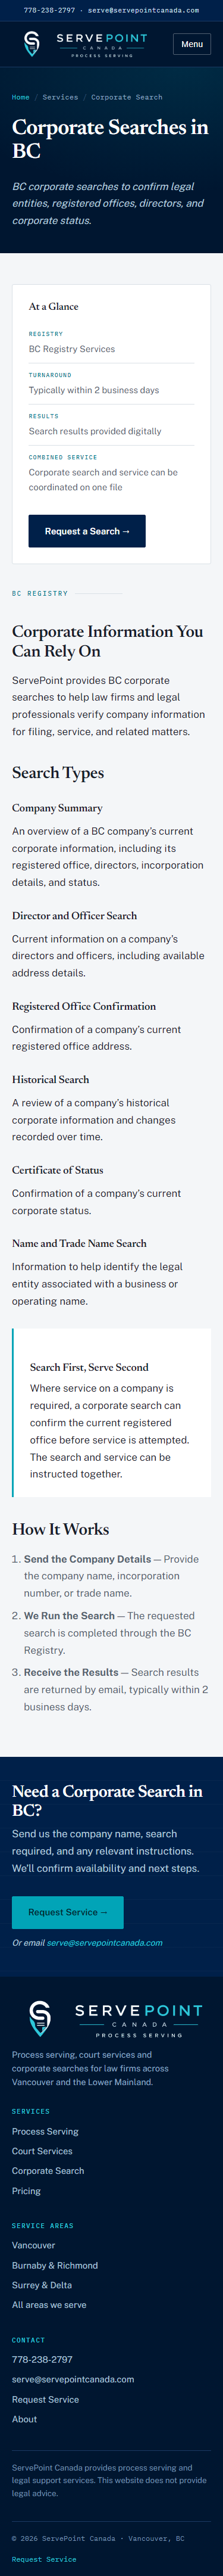 778-238-2797 · serve@servepointcanada.com
SERVEPOINT
CANADA
PROCESS SERVING
Menu
Home / Services / Corporate Search
Corporate Searches in
BC
BC corporate searches to confirm legal
entities, registered offices, directors, and
corporate status.
At a Glance
REGISTRY
BC Registry Services
TURNAROUND
Typically within 2 business days
RESULTS
Search results provided digitally
COMBINED SERVICE
Corporate search and service can be
coordinated on one file
Request a Search →
BC REGISTRY
Corporate Information You
Can Rely On
ServePoint provides BC corporate
searches to help law firms and legal
professionals verify company information
for filing, service, and related matters.
Search Types
Company Summary
An overview of a BC company's current
corporate information, including its
registered office, directors, incorporation
details, and status.
Director and Officer Search
Current information on a company's
directors and officers, including available
address details.
Registered Office Confirmation
Confirmation of a company's current
registered office address.
Historical Search
A review of a company's historical
corporate information and changes
recorded over time.
Certificate of Status
Confirmation of a company's current
corporate status.
Name and Trade Name Search
Information to help identify the legal
entity associated with a business or
operating name.
Search First, Serve Second
Where service on a company is
required, a corporate search can
confirm the current registered
office before service is attempted.
The search and service can be
instructed together.
How It Works
1. Send the Company Details — Provide
the company name, incorporation
number, or trade name.
2. We Run the Search — The requested
search is completed through the BC
Registry.
3. Receive the Results — Search results
are returned by email, typically within 2
business days.
Need a Corporate Search in
BC?
Send us the company name, search
required, and any relevant instructions.
We'll confirm availability and next steps.
Request Service →
Or email serve@servepointcanada.com
SERVEPOINT
CANADA
PROCESS SERVING
Process serving, court services and
corporate searches for law firms across
Vancouver and the Lower Mainland.
SERVICES
Process Serving
Court Services
Corporate Search
Pricing
SERVICE AREAS
Vancouver
Burnaby & Richmond
Surrey & Delta
All areas we serve
CONTACT
778-238-2797
serve@servepointcanada.com
Request Service
About
ServePoint Canada provides process serving and
legal support services. This website does not provide
legal advice.
© 2026 ServePoint Canada · Vancouver, BC
Request Service